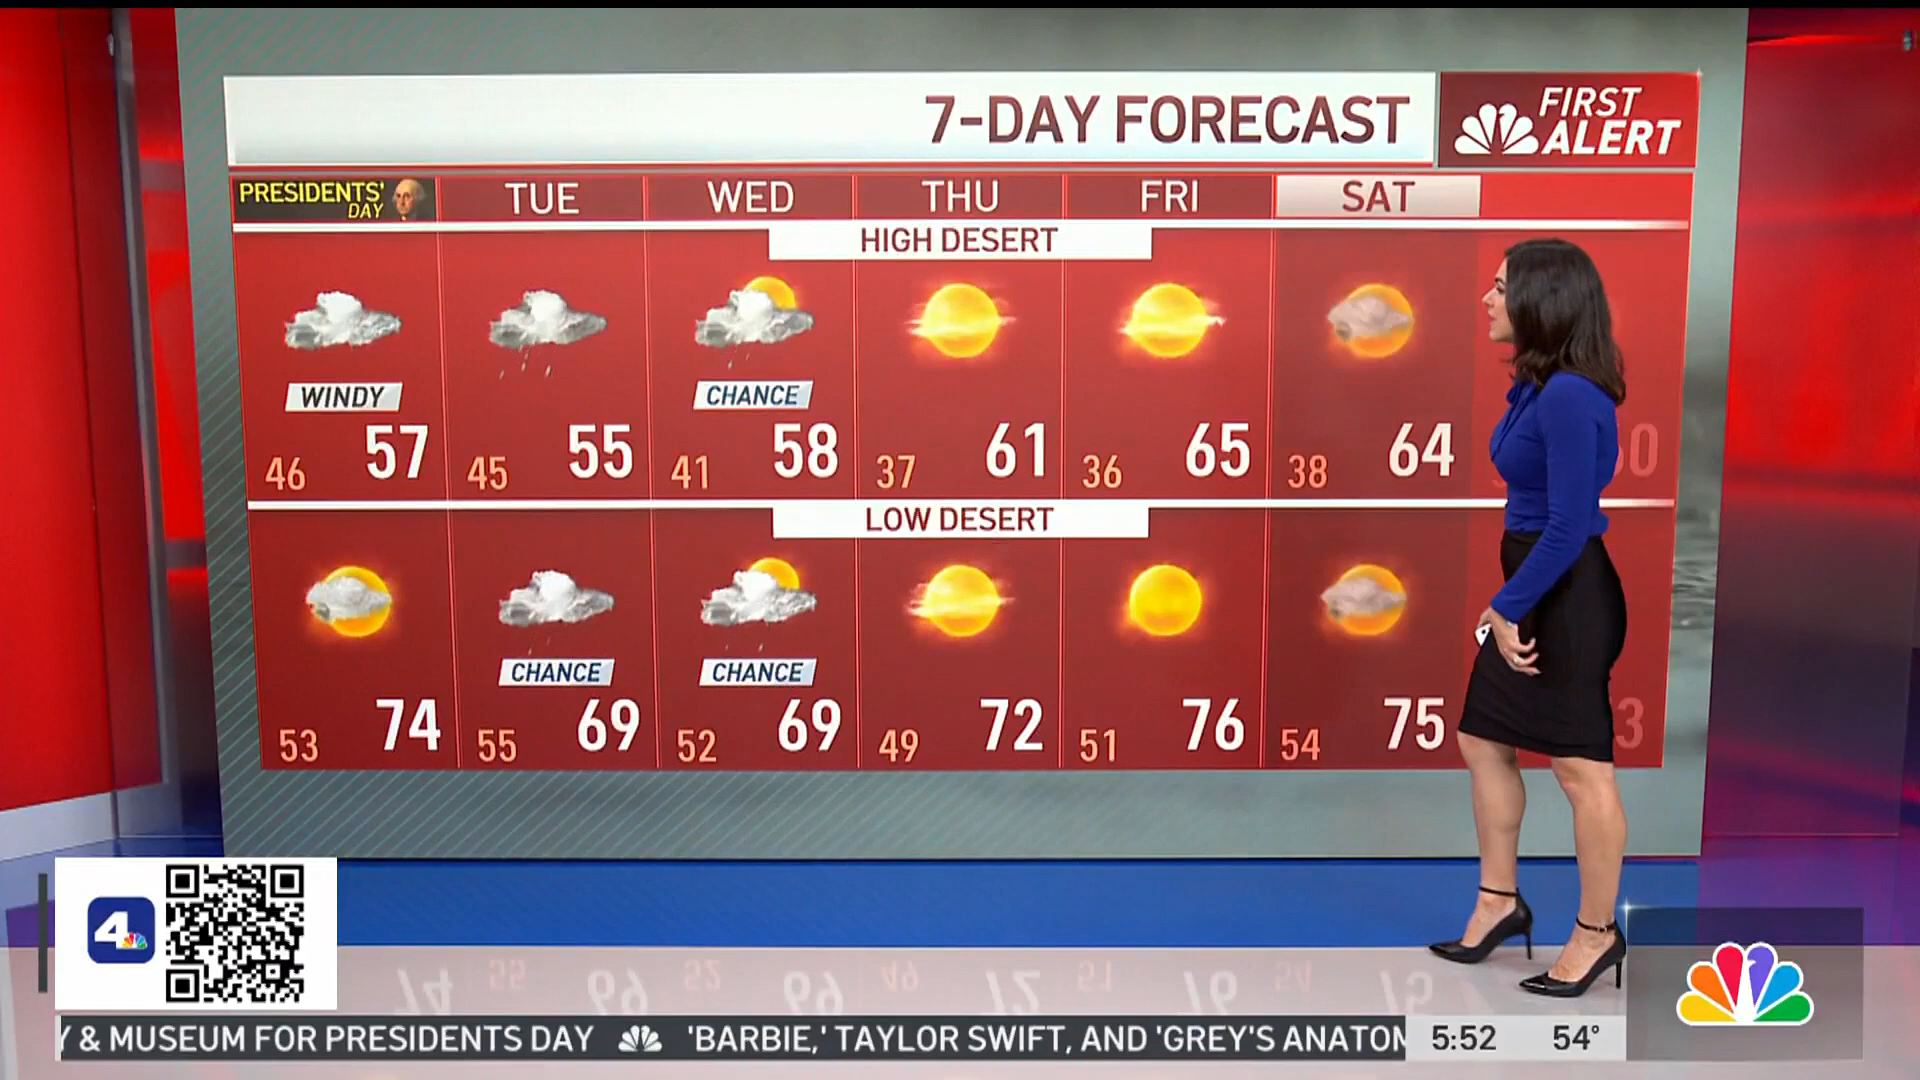 7-DAY FORECAST
FIRST
ALERT
PRESIDENTS'
DAY
TUE
WED
THU
FRI
SAT
HIGH DESERT
WINDY
CHANCE
46 57
45 55
41 58
37 61
36 65
38 64
LOW DESERT
CHANCE
CHANCE
53 74
55 69
52 69
49 72
51 76
54 75
4
Y & MUSEUM FOR PRESIDENTS DAY
'BARBIE,' TAYLOR SWIFT, AND 'GREY'S ANATOM
5:52 54°